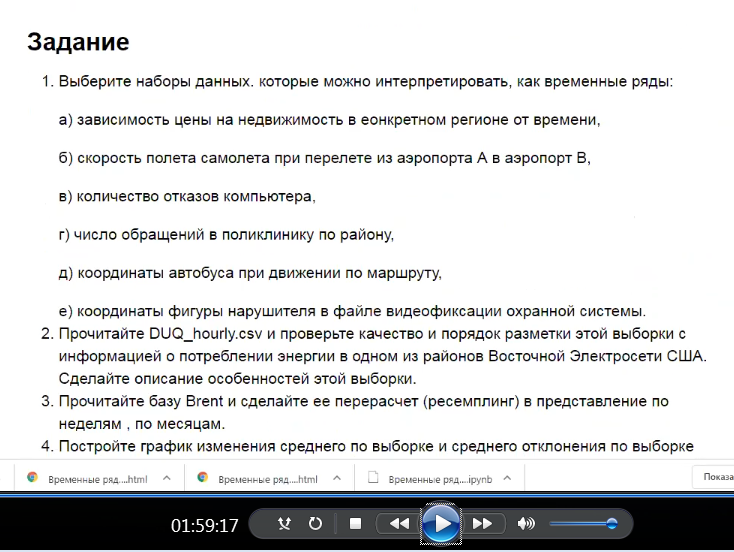 Задание
1. Выберите наборы данных. которые можно интерпретировать, как временные ряды:
а) зависимость цены на недвижимость в еонкретном регионе от времени,
б) скорость полета самолета при перелете из аэропорта А в аэропорт В,
в) количество отказов компьютера,
г) число обращений в поликлинику по району,
д) координаты автобуса при движении по маршруту,
е) координаты фигуры нарушителя в файле видеофиксации охранной системы.
2. Прочитайте DUQ_hourly.csv и проверьте качество и порядок разметки этой выборки с
информацией о потреблении энергии в одном из районов Восточной Электросети США.
Сделайте описание особенностей этой выборки.
3. Прочитайте базу Brent и сделайте ее перерасчет (ресемплинг) в представление по
неделям , по месяцам.
4. Постройте график изменения среднего по выборке и среднего отклонения по выборке
Временные ряд....html Временные ряд....html Временные ряд....ipynb Показа
01:59:17